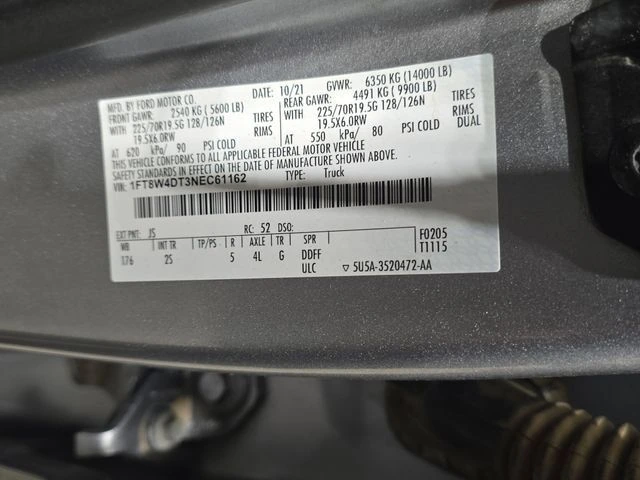 MFD. BY FORD MOTOR CO. DATE: 10/21 GVWR: 6350 KG (14000 LB)
FRONT GAWR: 2540 KG (5600 LB) REAR GAWR: 4491 KG (9900 LB)
WITH 225/70R19.5G 128/126N TIRES WITH 225/70R19.5G 128/126N TIRES
19.5X6.0RW RIMS 19.5X6.0RW RIMS
AT 620 kPa/ 90 PSI COLD AT 550 kPa/ 80 PSI COLD DUAL
THIS VEHICLE CONFORMS TO ALL APPLICABLE FEDERAL MOTOR VEHICLE
SAFETY STANDARDS IN EFFECT ON THE DATE OF MANUFACTURE SHOWN ABOVE.
1FT8W4DT3NEC61162 TYPE: Truck
EXT PNT: JS RC: 52 DSO: F0205
WB INT TR TP/PS R AXLE TR SPR T1115
176 2S 5 4L G DDFF
ULC ▽ 5U5A-3520472-AA